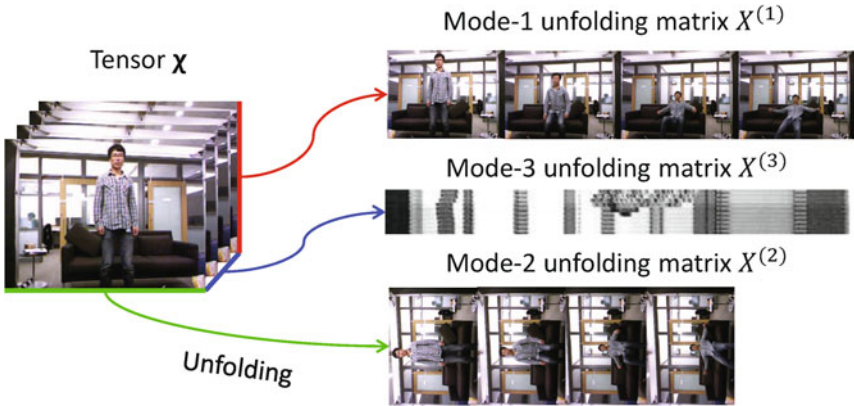 Mode-1 unfolding matrix X^(1)
Tensor χ
Mode-3 unfolding matrix X^(3)
Mode-2 unfolding matrix X^(2)
Unfolding